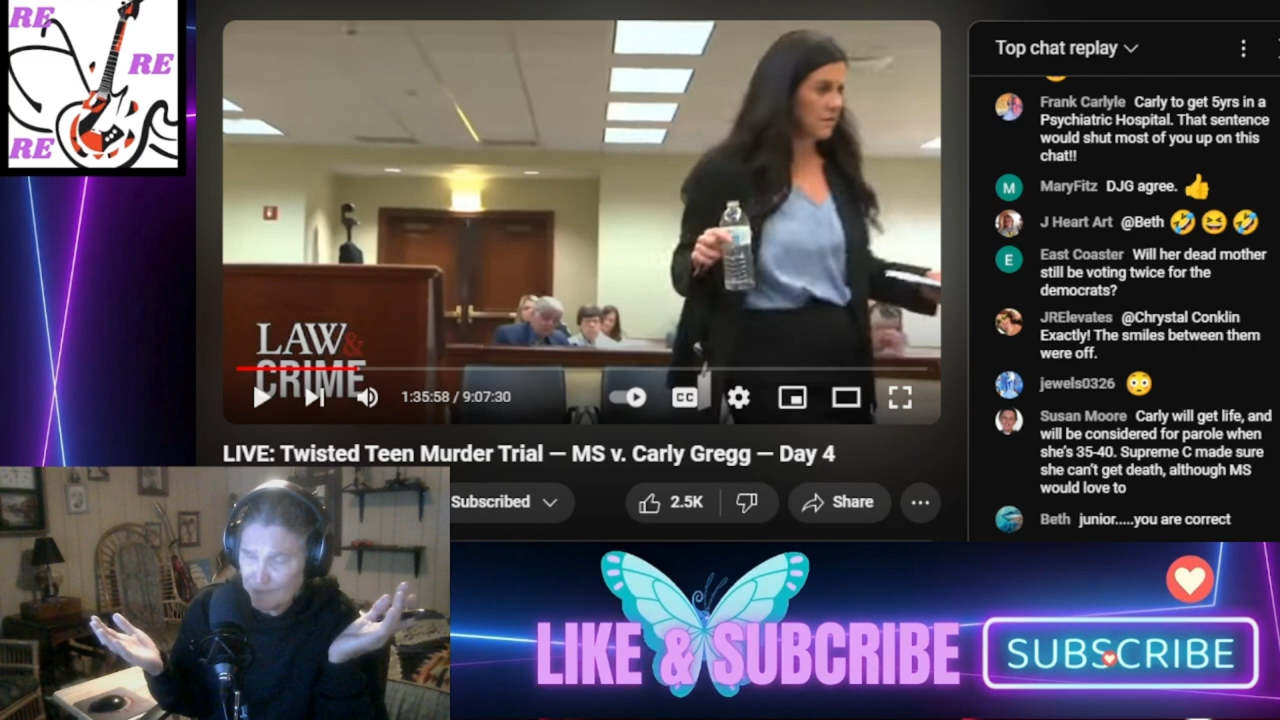 RE
RE
RE
LAW&
CRIME
CC
1:35:58 / 9:07:30
LIVE: Twisted Teen Murder Trial — MS v. Carly Gregg — Day 4
Subscribed
2.5K
Share
Top chat replay
Frank Carlyle Carly to get 5yrs in a
Psychiatric Hospital. That sentence
would shut most of you up on this
chat!!
M
MaryFitz DJG agree. 👍
J Heart Art @Beth 🤣😆🤣
E
East Coaster Will her dead mother
still be voting twice for the
democrats?
JRElevates @Chrystal Conklin
Exactly! The smiles between them
were off.
jewels0326 😳
Susan Moore Carly will get life, and
will be considered for parole when
she's 35-40. Supreme C made sure
she can't get death, although MS
would love to
Beth junior.....you are correct
LIKE & SUBCRIBE
SUBSCRIBE